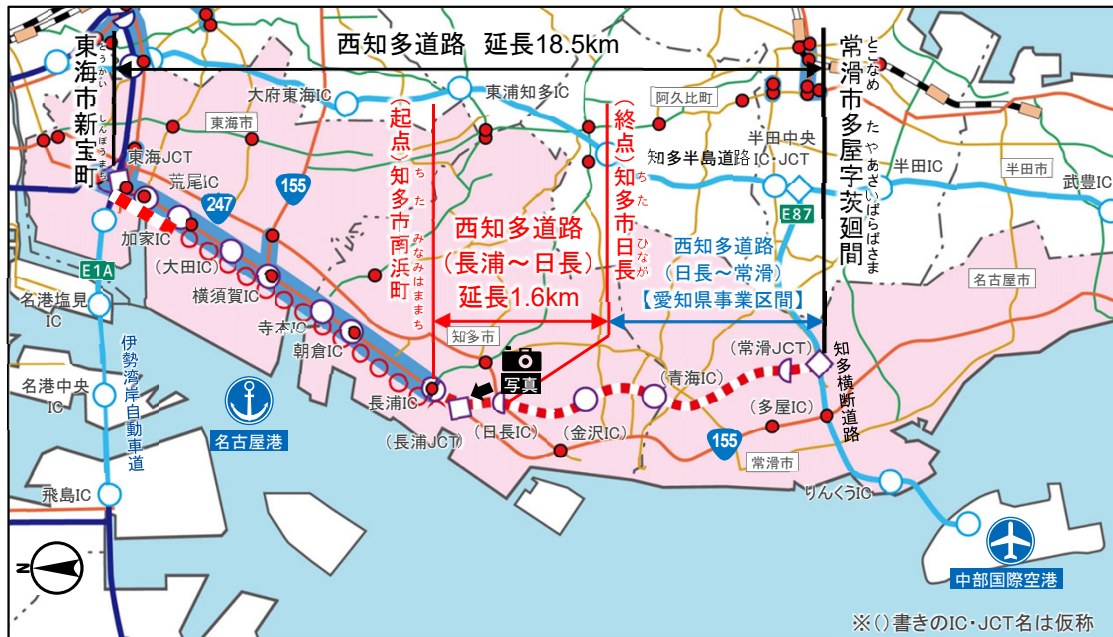 西知多道路 延長18.5km
東海市新宝町
とうかい しんぽうまち
常滑市多屋字茨廻間
とこなめ たやあざいばらばさま
大府東海IC
東浦知多IC
阿久比町
東海市
半田中央
IC・JCT
知多半島道路
半田IC
半田市
武豊IC
東海JCT
荒尾IC
247
155
加家IC
(大田IC)
横須賀IC
寺本IC
朝倉IC
長浦IC
(長浦JCT)
(起点)知多市南浜町
ちた みなみはままち
(終点)知多市日長
ちた ひなが
西知多道路
(長浦～日長)
延長1.6km
西知多道路
(日長～常滑)
【愛知県事業区間】
E87
名古屋市
E1A
名港塩見
IC
名港中央
IC
伊勢湾岸自動車道
飛島IC
名古屋港
知多市
写真
(日長IC)
(金沢IC)
(青海IC)
(常滑JCT)
(多屋IC)
知多横断道路
155
常滑市
りんくうIC
中部国際空港
N
※()書きのIC・JCT名は仮称